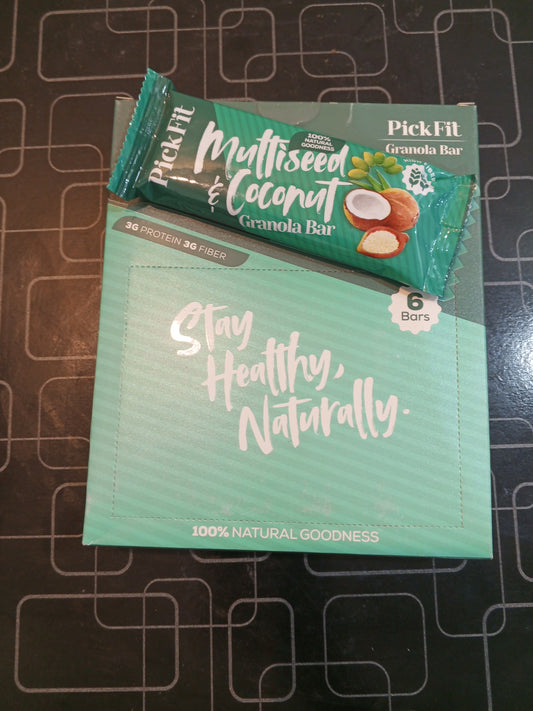 PickFit
100%
NATURAL
GOODNESS
Multiseed
& Coconut
Granola Bar
PickFit
Granola Bar
3G PROTEIN 3G FIBER
6
Bars
Stay
Healthy,
Naturally.
100% NATURAL GOODNESS